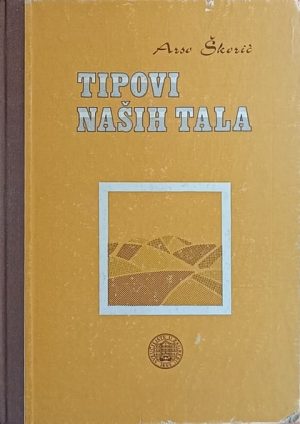 Arso Škorić
TIPOVI
NAŠIH TALA